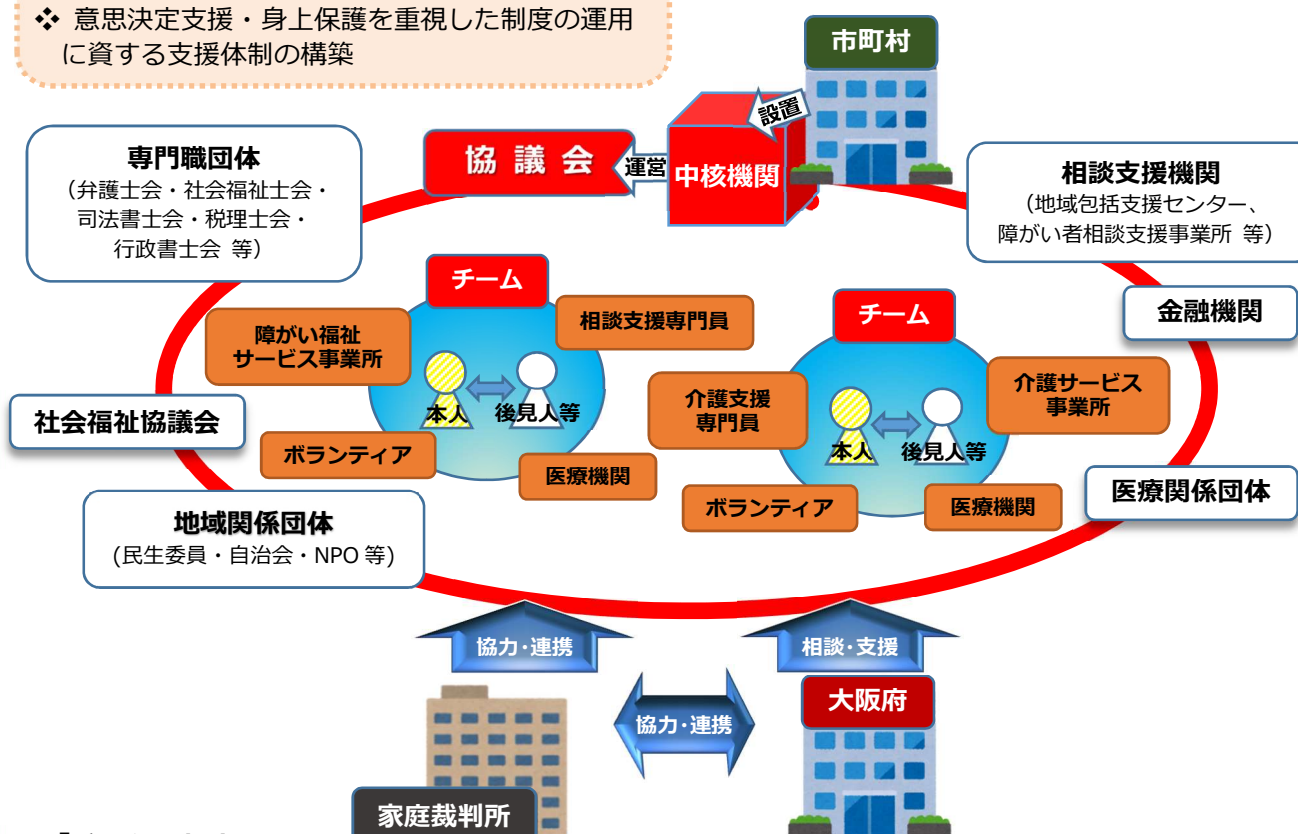 ❖ 意思決定支援・身上保護を重視した制度の運用
に資する支援体制の構築
市町村
設置
協 議 会
運営
中核機関
専門職団体
（弁護士会・社会福祉士会・
司法書士会・税理士会・
行政書士会 等）
相談支援機関
（地域包括支援センター、
障がい者相談支援事業所 等）
チーム
障がい福祉
サービス事業所
相談支援専門員
本人
後見人等
ボランティア
医療機関
チーム
介護支援
専門員
介護サービス
事業所
本人
後見人等
ボランティア
医療機関
金融機関
社会福祉協議会
医療関係団体
地域関係団体
(民生委員・自治会・NPO 等)
協力・連携
相談・支援
協力・連携
大阪府
家庭裁判所